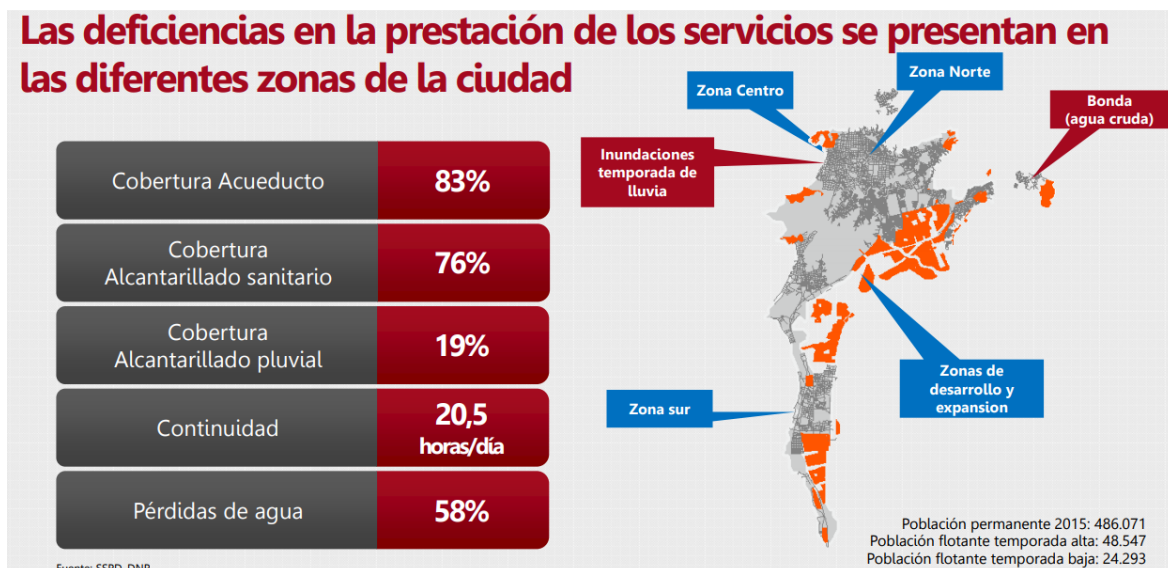 Las deficiencias en la prestación de los servicios se presentan en
las diferentes zonas de la ciudad
Cobertura Acueducto
83%
Cobertura
Alcantarillado sanitario
76%
Cobertura
Alcantarillado pluvial
19%
Continuidad
20,5
horas/día
Pérdidas de agua
58%
Zona Norte
Zona Centro
Bonda
(agua cruda)
Inundaciones
temporada de
lluvia
Zonas de
desarrollo y
expansion
Zona sur
Población permanente 2015: 486.071
Población flotante temporada alta: 48.547
Población flotante temporada baja: 24.293
Fuente: SSPD, DNP